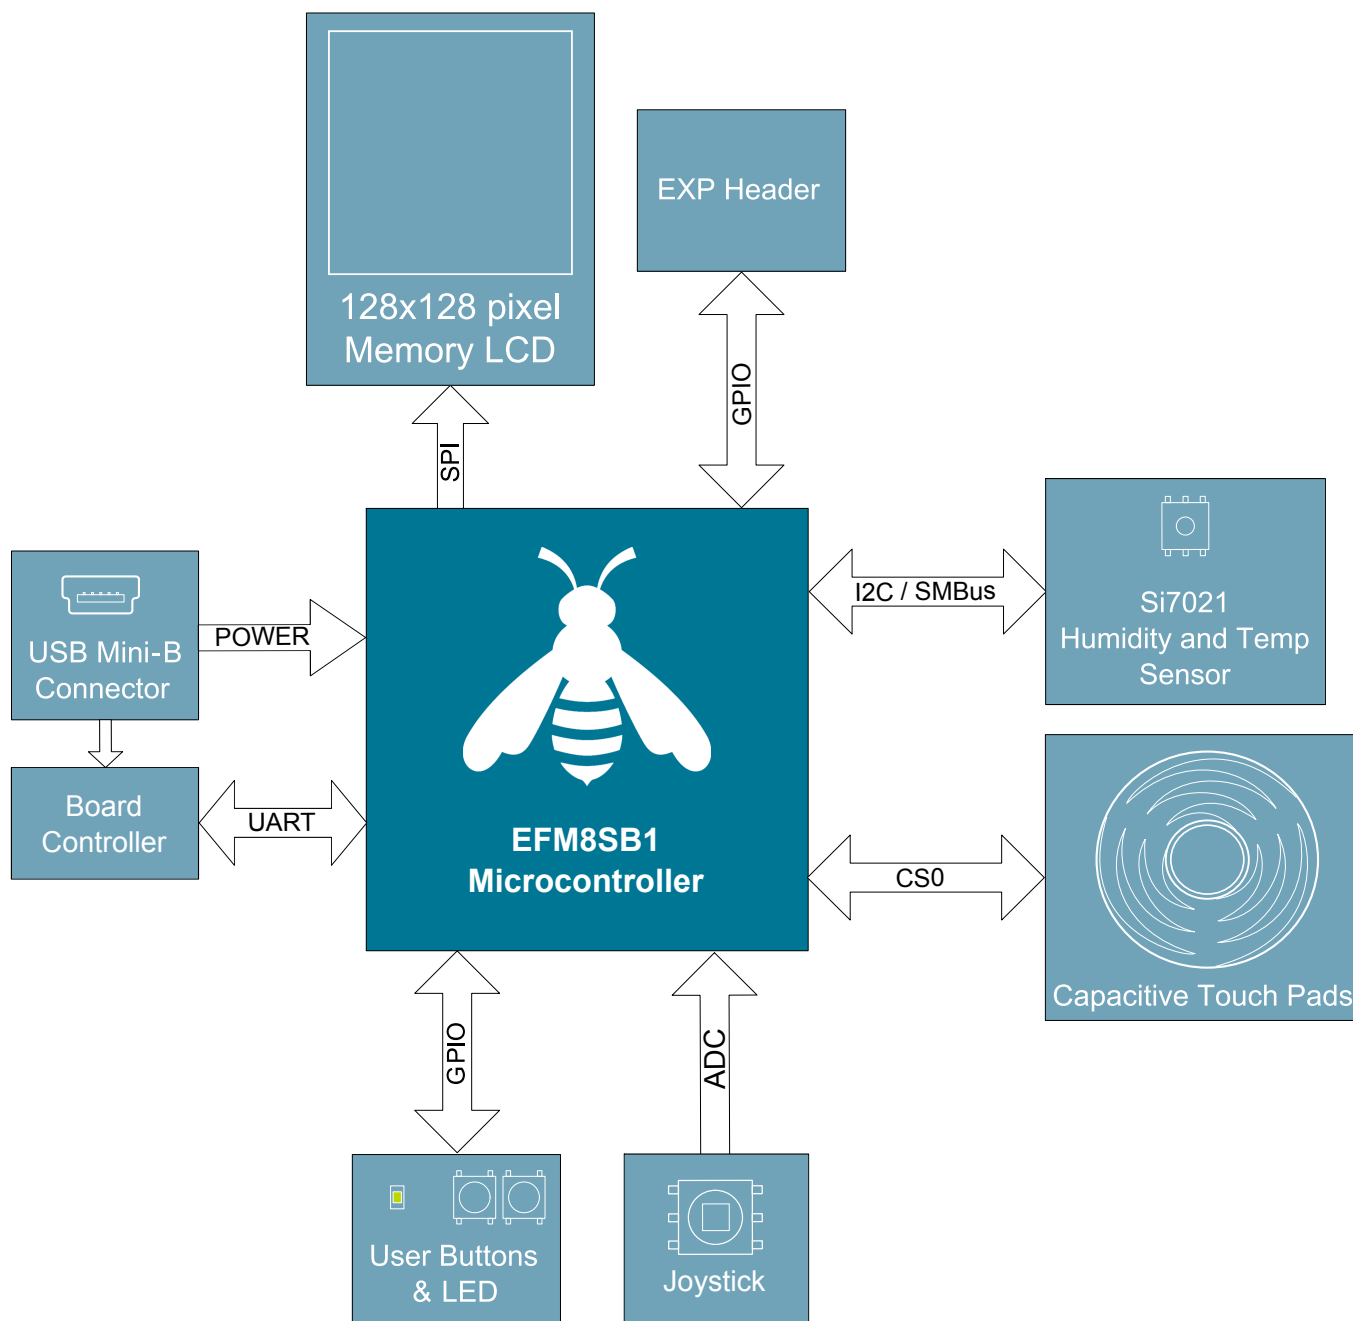 128x128 pixel
Memory LCD
EXP Header
SPI
GPIO
Si7021
Humidity and Temp
Sensor
I2C / SMBus
USB Mini-B
Connector
POWER
Board
Controller
UART
EFM8SB1
Microcontroller
CS0
Capacitive Touch Pads
GPIO
ADC
User Buttons
& LED
Joystick